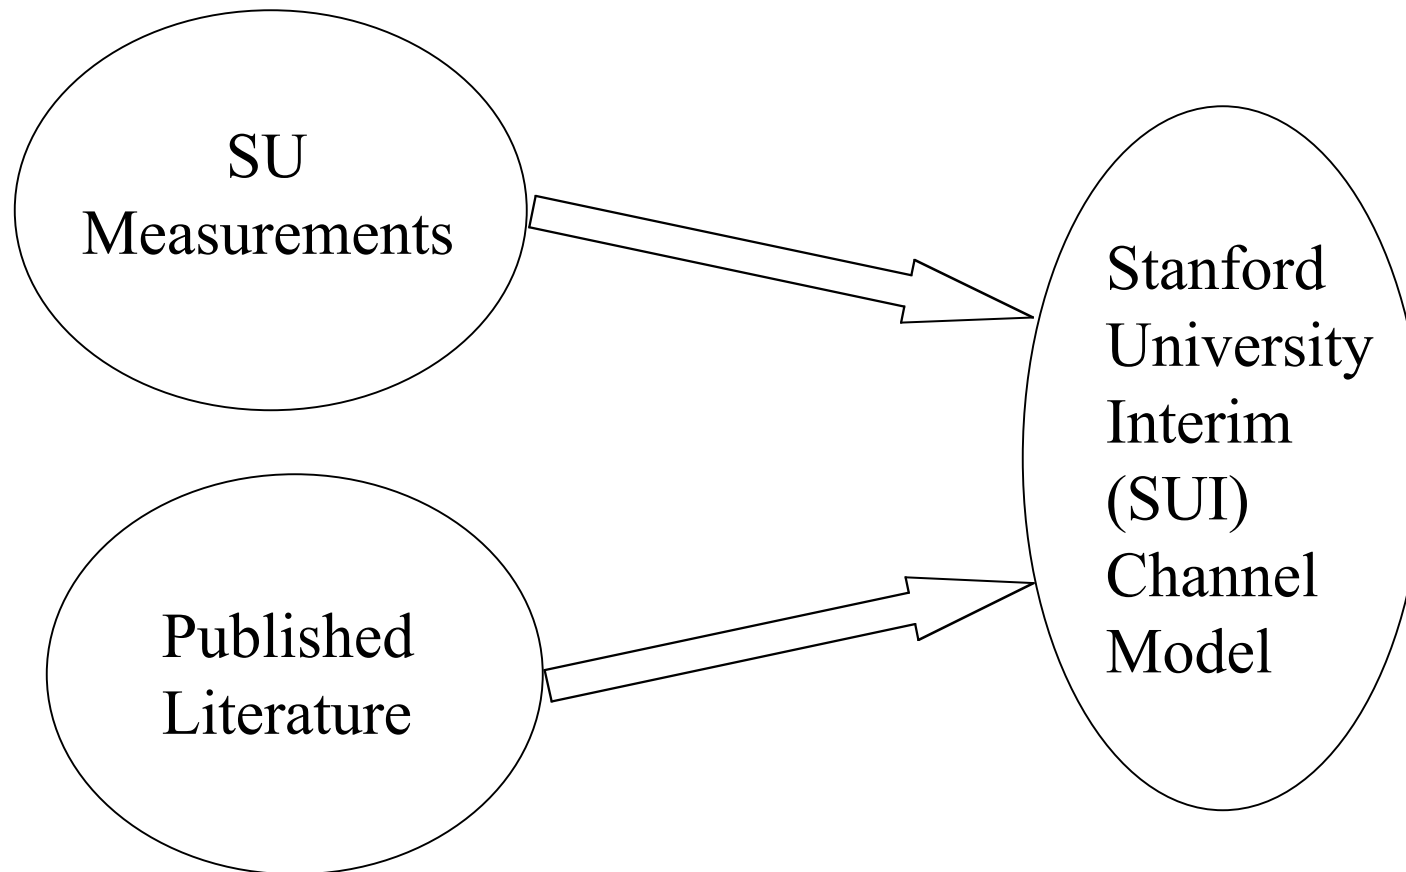 SU
Measurements
Published
Literature
Stanford
University
Interim
(SUI)
Channel
Model